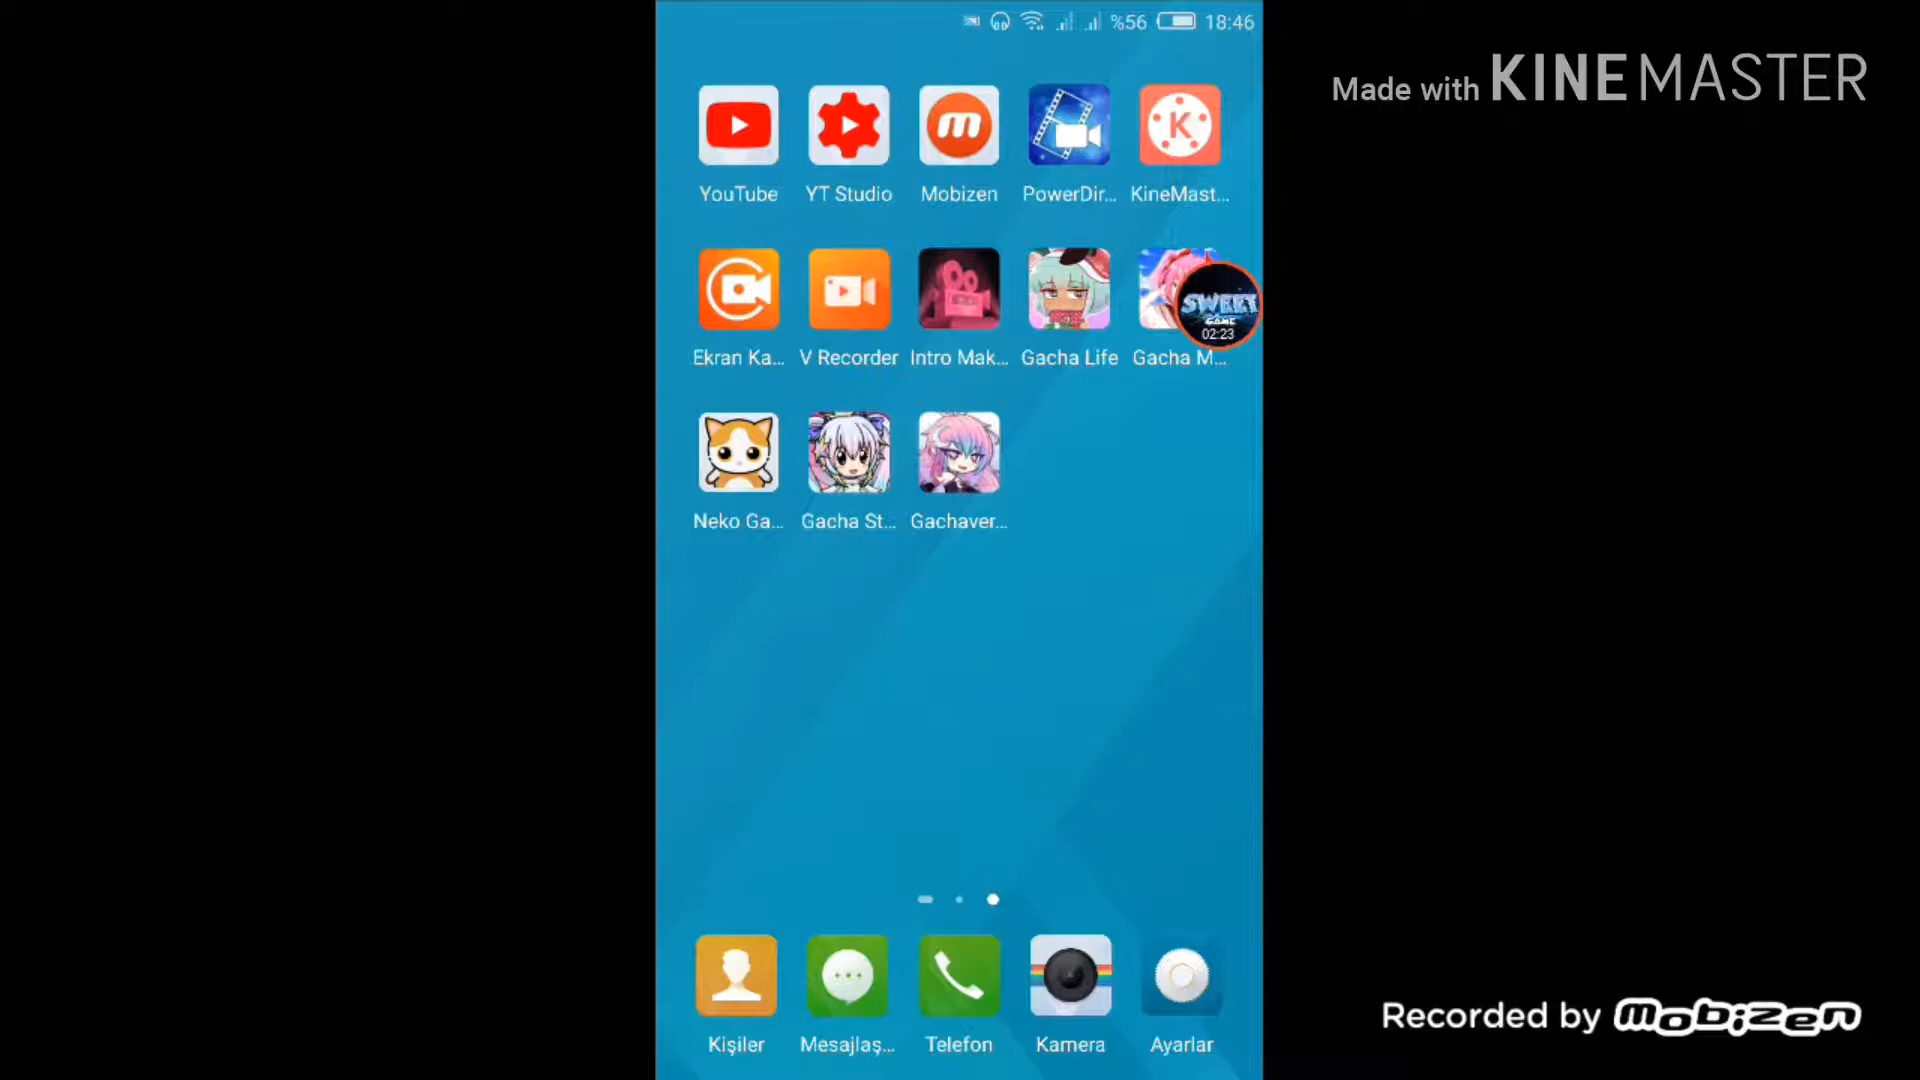 %56 18:46
Made with KINEMASTER
YouTube YT Studio Mobizen PowerDir... KineMast...
SWEET
GAME
02:23
Ekran Ka... V Recorder Intro Mak... Gacha Life Gacha M...
Neko Ga... Gacha St... Gachaver...
Kişiler Mesajlaş... Telefon Kamera Ayarlar
Recorded by mobizen